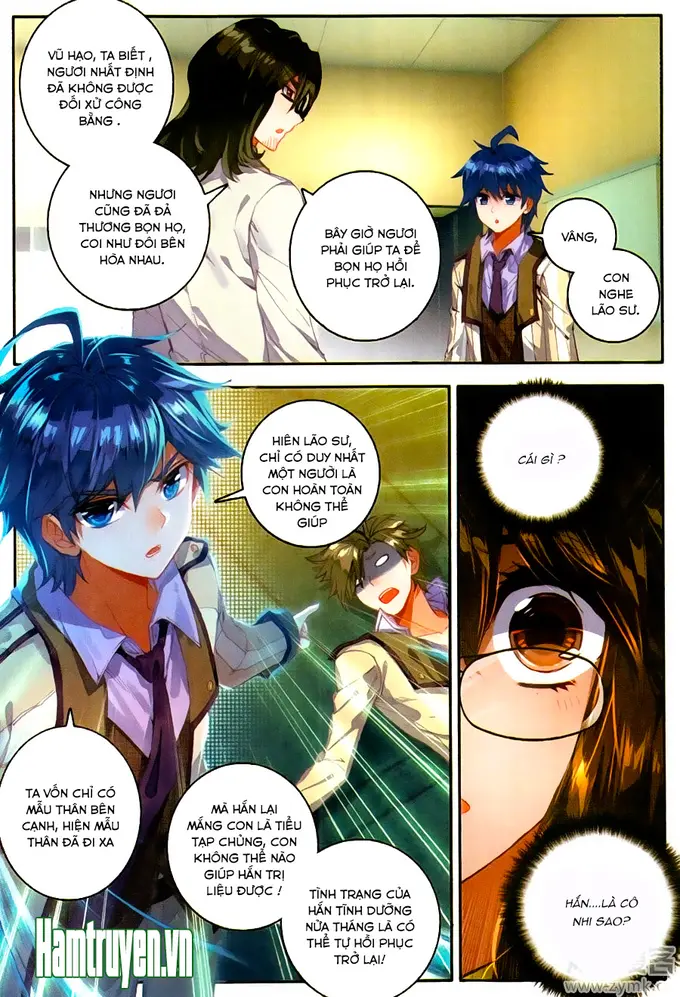 VŨ HẠO, TA BIẾT ,
NGƯƠI NHẤT ĐỊNH
ĐÃ KHÔNG ĐƯỢC
ĐỐI XỬ CÔNG
BẰNG .
NHƯNG NGƯƠI
CŨNG ĐÃ ĐẢ
THƯƠNG BỌN HỌ,
COI NHƯ ĐÔI BÊN
HÒA NHAU.
BÂY GIỜ NGƯƠI
PHẢI GIÚP TA ĐỂ
BỌN HỌ HỒI
PHỤC TRỞ LẠI.
VÂNG,
CON
NGHE
LÃO SƯ.
HIÊN LÃO SƯ,
CHỈ CÓ DUY NHẤT
MỘT NGƯỜI LÀ
CON HOÀN TOÀN
KHÔNG THỂ
GIÚP
CÁI GÌ ?
TA VỐN CHỈ CÓ
MẪU THÂN BÊN
CẠNH, HIỆN MẪU
THÂN ĐÃ ĐI XA
MÀ HẮN LẠI
MẮNG CON LÀ TIỂU
TẠP CHỦNG, CON
KHÔNG THỂ NÀO
GIÚP HẮN TRỊ
LIỆU ĐƯỢC !
TÌNH TRẠNG CỦA
HẮN TĨNH DƯỠNG
NỬA THÁNG LÀ CÓ
THỂ TỰ HỒI PHỤC
TRỞ LẠI!
HẮN....LÀ CÔ
NHI SAO?
Hamtruyen.vn
www.zymk.